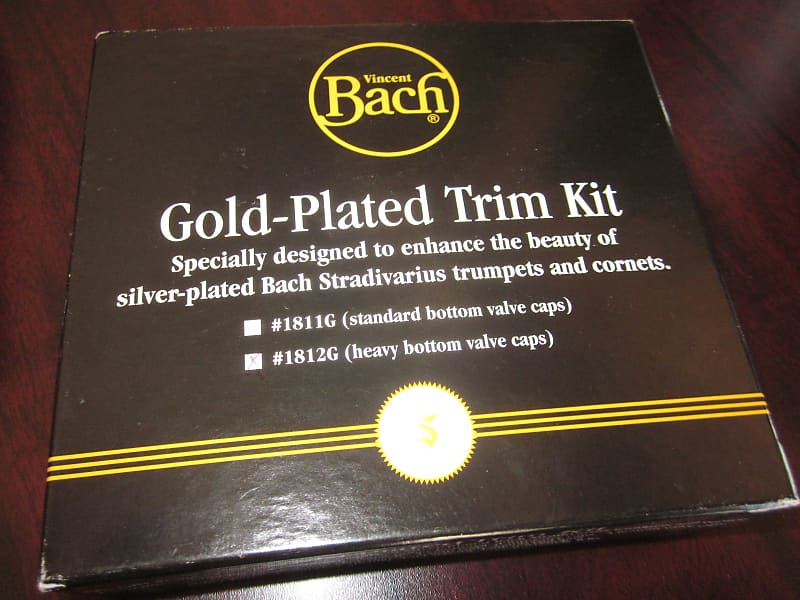 Vincent
Bach®
Gold-Plated Trim Kit
Specially designed to enhance the beauty of
silver-plated Bach Stradivarius trumpets and cornets.
#1811G (standard bottom valve caps)
#1812G (heavy bottom valve caps)
S